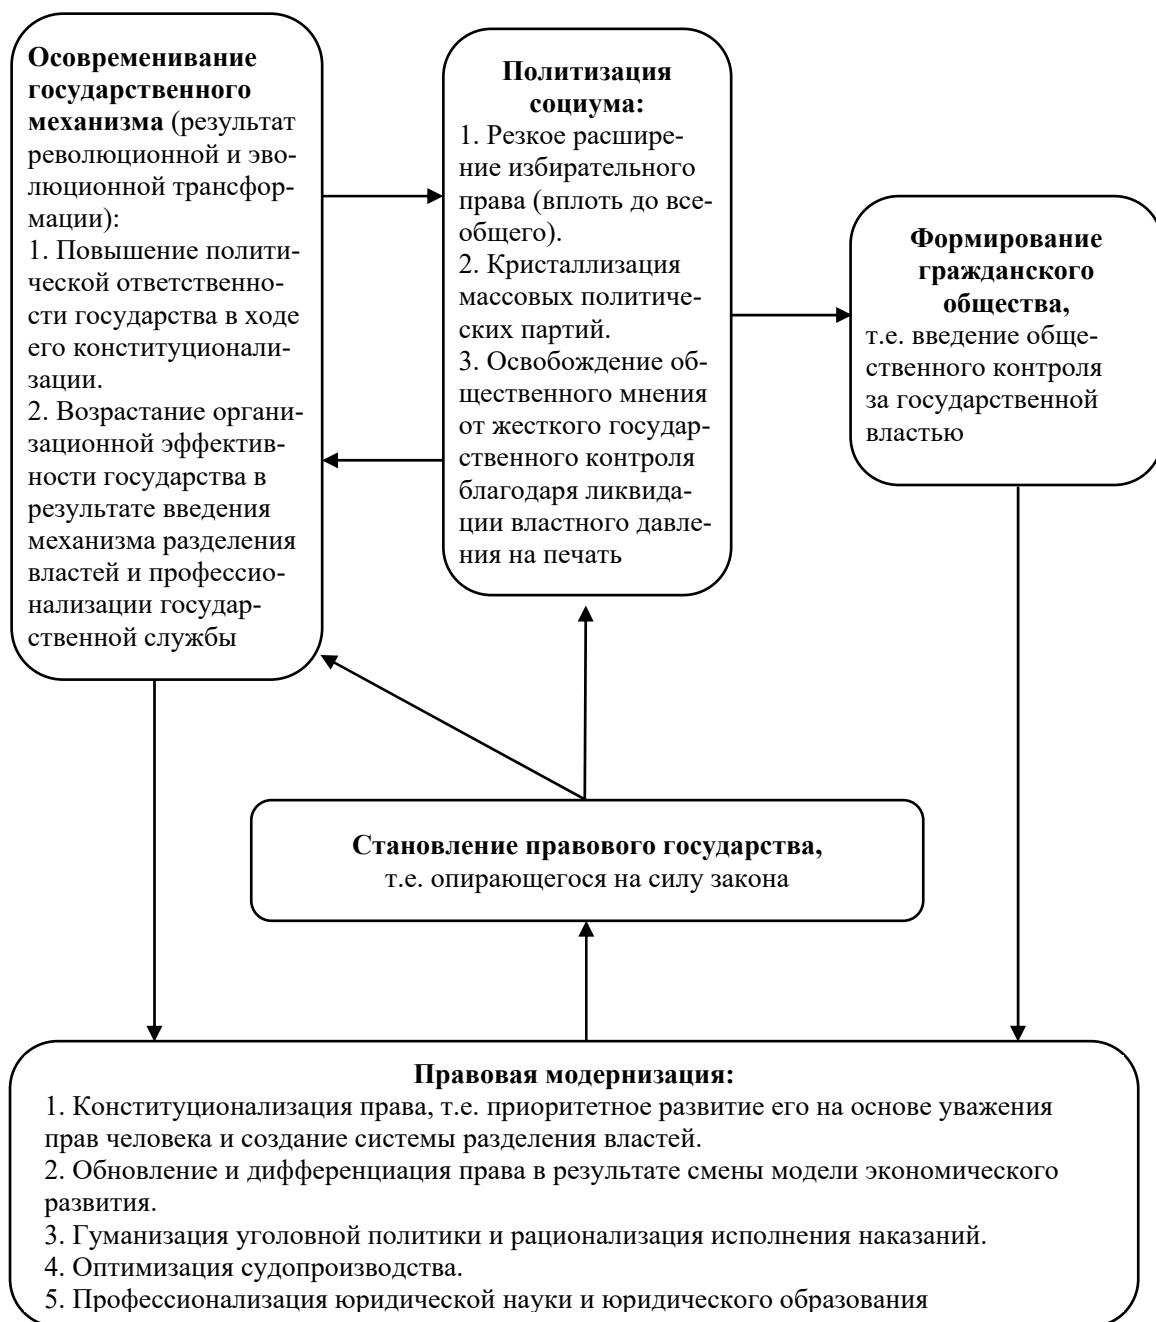 Осовременивание
государственного
механизма (результат
революционной и эво-
люционной трансфор-
мации):
1. Повышение полити-
ческой ответственно-
сти государства в ходе
его конституционали-
зации.
2. Возрастание органи-
зационной эффектив-
ности государства в
результате введения
механизма разделения
властей и профессио-
нализации государ-
ственной службы
Политизация
социума:
1. Резкое расшире-
ние избирательного
права (вплоть до все-
общего).
2. Кристаллизация
массовых политиче-
ских партий.
3. Освобождение об-
щественного мнения
от жесткого государ-
ственного контроля
благодаря ликвида-
ции властного давле-
ния на печать
Формирование
гражданского
общества,
т.е. введение обще-
ственного контроля
за государственной
властью
Становление правового государства,
т.е. опирающегося на силу закона
Правовая модернизация:
1. Конституционализация права, т.е. приоритетное развитие его на основе уважения
прав человека и создание системы разделения властей.
2. Обновление и дифференциация права в результате смены модели экономического
развития.
3. Гуманизация уголовной политики и рационализация исполнения наказаний.
4. Оптимизация судопроизводства.
5. Профессионализация юридической науки и юридического образования